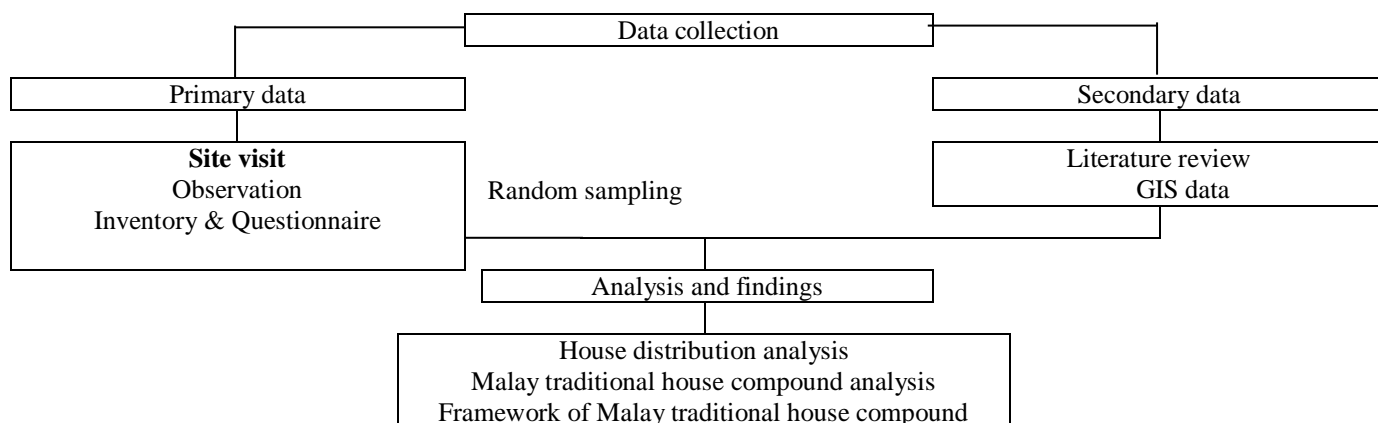 Data collection
Primary data
Secondary data
Site visit
Observation
Inventory & Questionnaire
Random sampling
Literature review
GIS data
Analysis and findings
House distribution analysis
Malay traditional house compound analysis
Framework of Malay traditional house compound